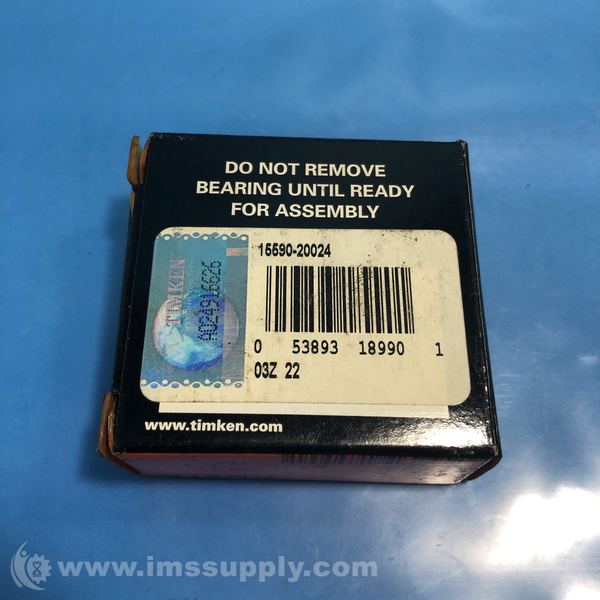 DO NOT REMOVE
BEARING UNTIL READY
FOR ASSEMBLY
15590-20024
TIMKEN
A024916626
0 53893 18990 1
03Z 22
www.timken.com
www.imssupply.com